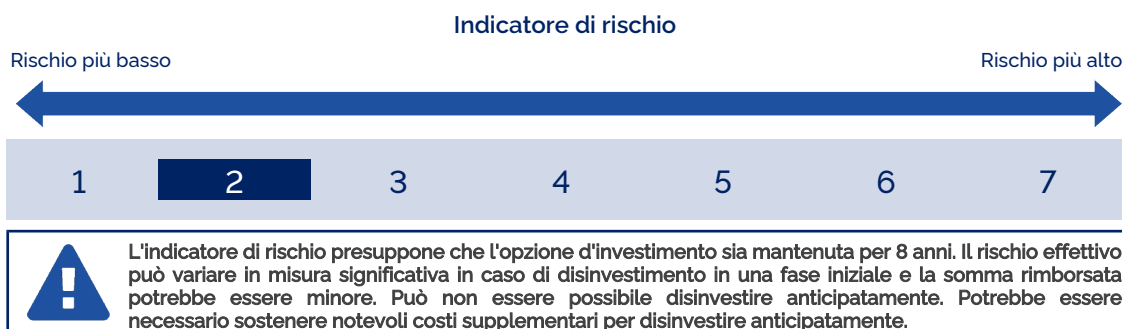 Indicatore di rischio
Rischio più basso Rischio più alto
1 2 3 4 5 6 7
L'indicatore di rischio presuppone che l'opzione d'investimento sia mantenuta per 8 anni. Il rischio effettivo
può variare in misura significativa in caso di disinvestimento in una fase iniziale e la somma rimborsata
potrebbe essere minore. Può non essere possibile disinvestire anticipatamente. Potrebbe essere
necessario sostenere notevoli costi supplementari per disinvestire anticipatamente.